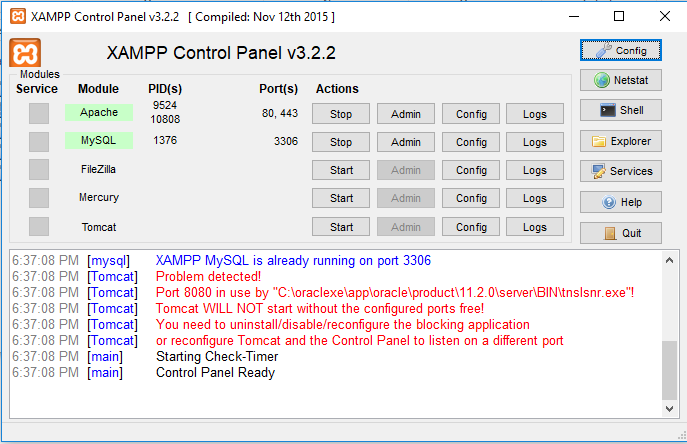 XAMPP Control Panel v3.2.2 [ Compiled: Nov 12th 2015 ]
XAMPP Control Panel v3.2.2
Config
Modules
Service Module PID(s) Port(s) Actions
Netstat
Apache 9524 10808 80, 443 Stop Admin Config Logs
Shell
MySQL 1376 3306 Stop Admin Config Logs
Explorer
FileZilla Start Admin Config Logs
Services
Mercury Start Admin Config Logs
Help
Tomcat Start Admin Config Logs
Quit
6:37:08 PM [mysql] XAMPP MySQL is already running on port 3306
6:37:08 PM [Tomcat] Problem detected!
6:37:08 PM [Tomcat] Port 8080 in use by "C:\oraclexe\app\oracle\product\11.2.0\server\BIN\tnslsnr.exe"!
6:37:08 PM [Tomcat] Tomcat WILL NOT start without the configured ports free!
6:37:08 PM [Tomcat] You need to uninstall/disable/reconfigure the blocking application
6:37:08 PM [Tomcat] or reconfigure Tomcat and the Control Panel to listen on a different port
6:37:08 PM [main] Starting Check-Timer
6:37:08 PM [main] Control Panel Ready